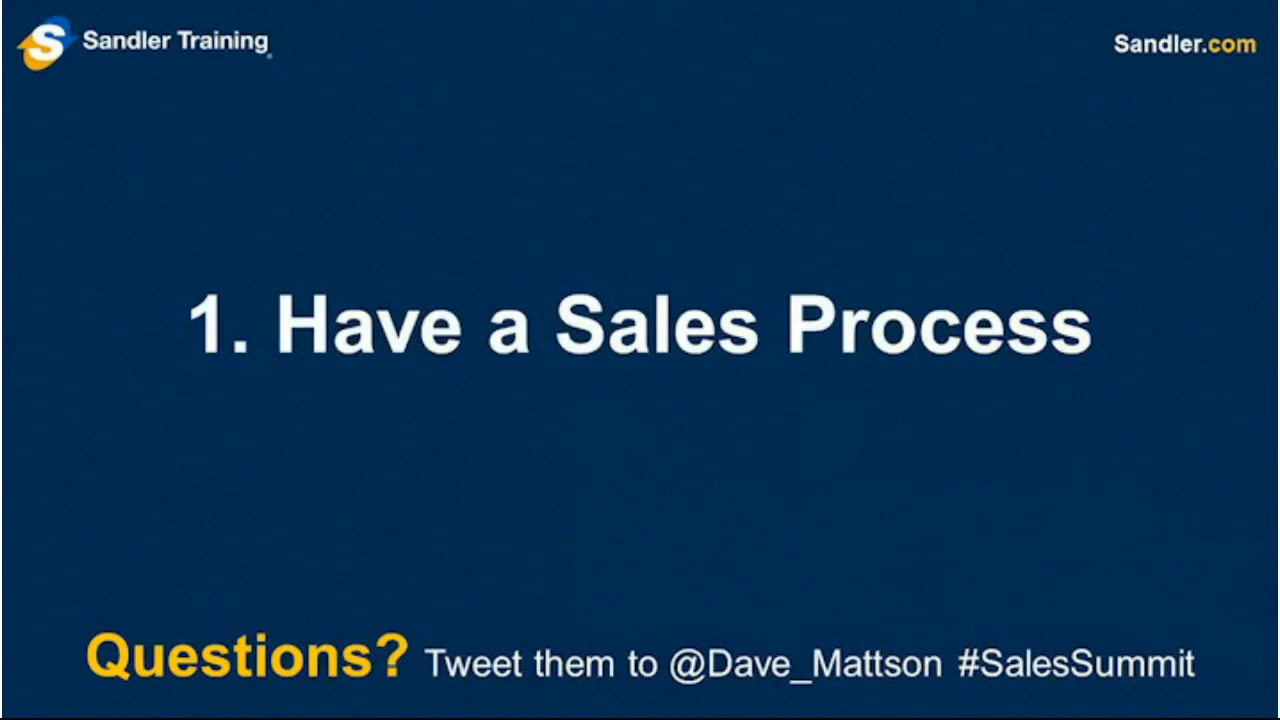 Sandler Training
Sandler.com
1. Have a Sales Process
Questions? Tweet them to @Dave_Mattson #SalesSummit